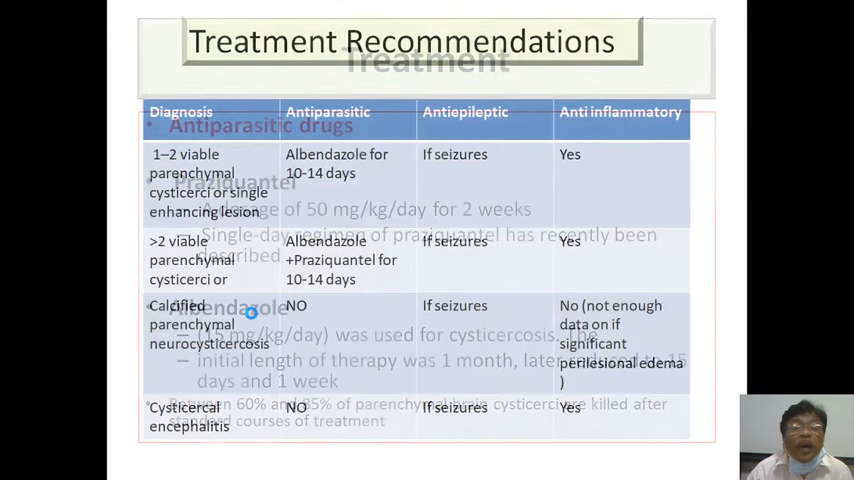 Treatment Recommendations
Treatment
Diagnosis Antiparasitic Antiepileptic Anti inflammatory
1–2 viable parenchymal cysticerci or single enhancing lesion
Albendazole for 10-14 days
If seizures
Yes
>2 viable parenchymal cysticerci or
Albendazole +Praziquantel for 10-14 days
If seizures
Yes
Calcified parenchymal neurocysticercosis
NO
If seizures
No (not enough data on if significant perilesional edema )
Cysticercal encephalitis
NO
If seizures
Yes
• Antiparasitic drugs
• Praziquantel
– A dosage of 50 mg/kg/day for 2 weeks
– Single-day regimen of praziquantel has recently been
described
• Albendazole
– (15 mg/kg/day) was used for cysticercosis. The
– initial length of therapy was 1 month, later reduced to 15
days and 1 week
• Between 60% and 85% of parenchymal brain cysticerci are killed after
standard courses of treatment